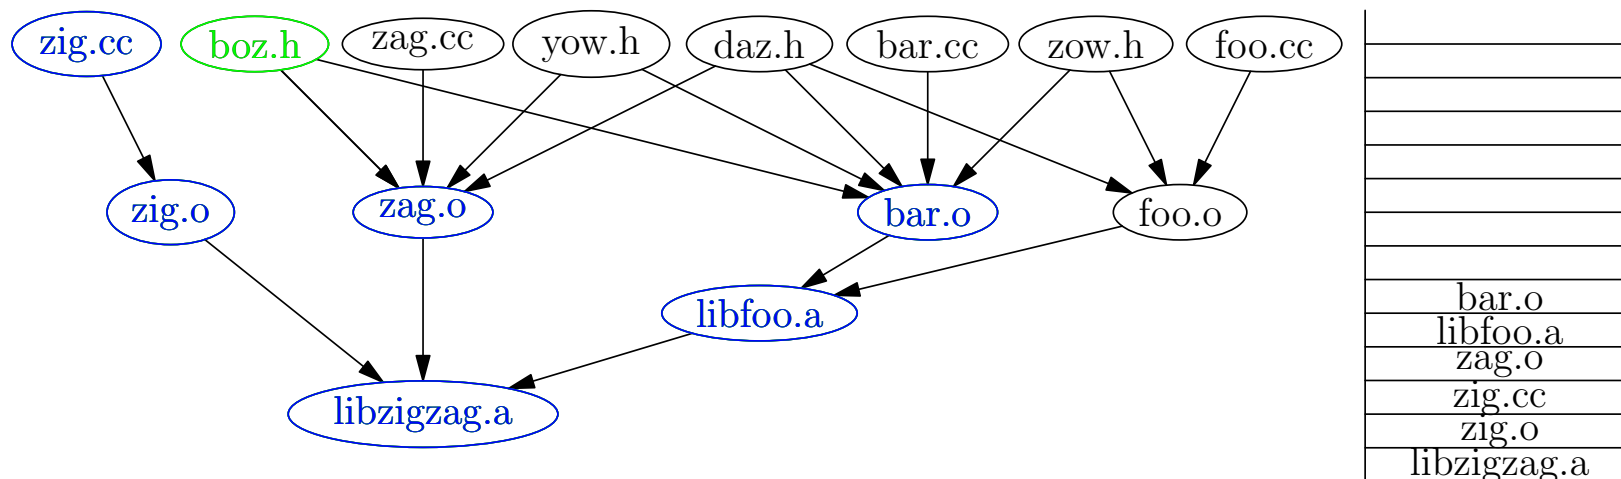 zig.cc boz.h zag.cc yow.h daz.h bar.cc zow.h foo.cc
zig.o zag.o bar.o foo.o
libfoo.a
libzigzag.a
bar.o
libfoo.a
zag.o
zig.cc
zig.o
libzigzag.a